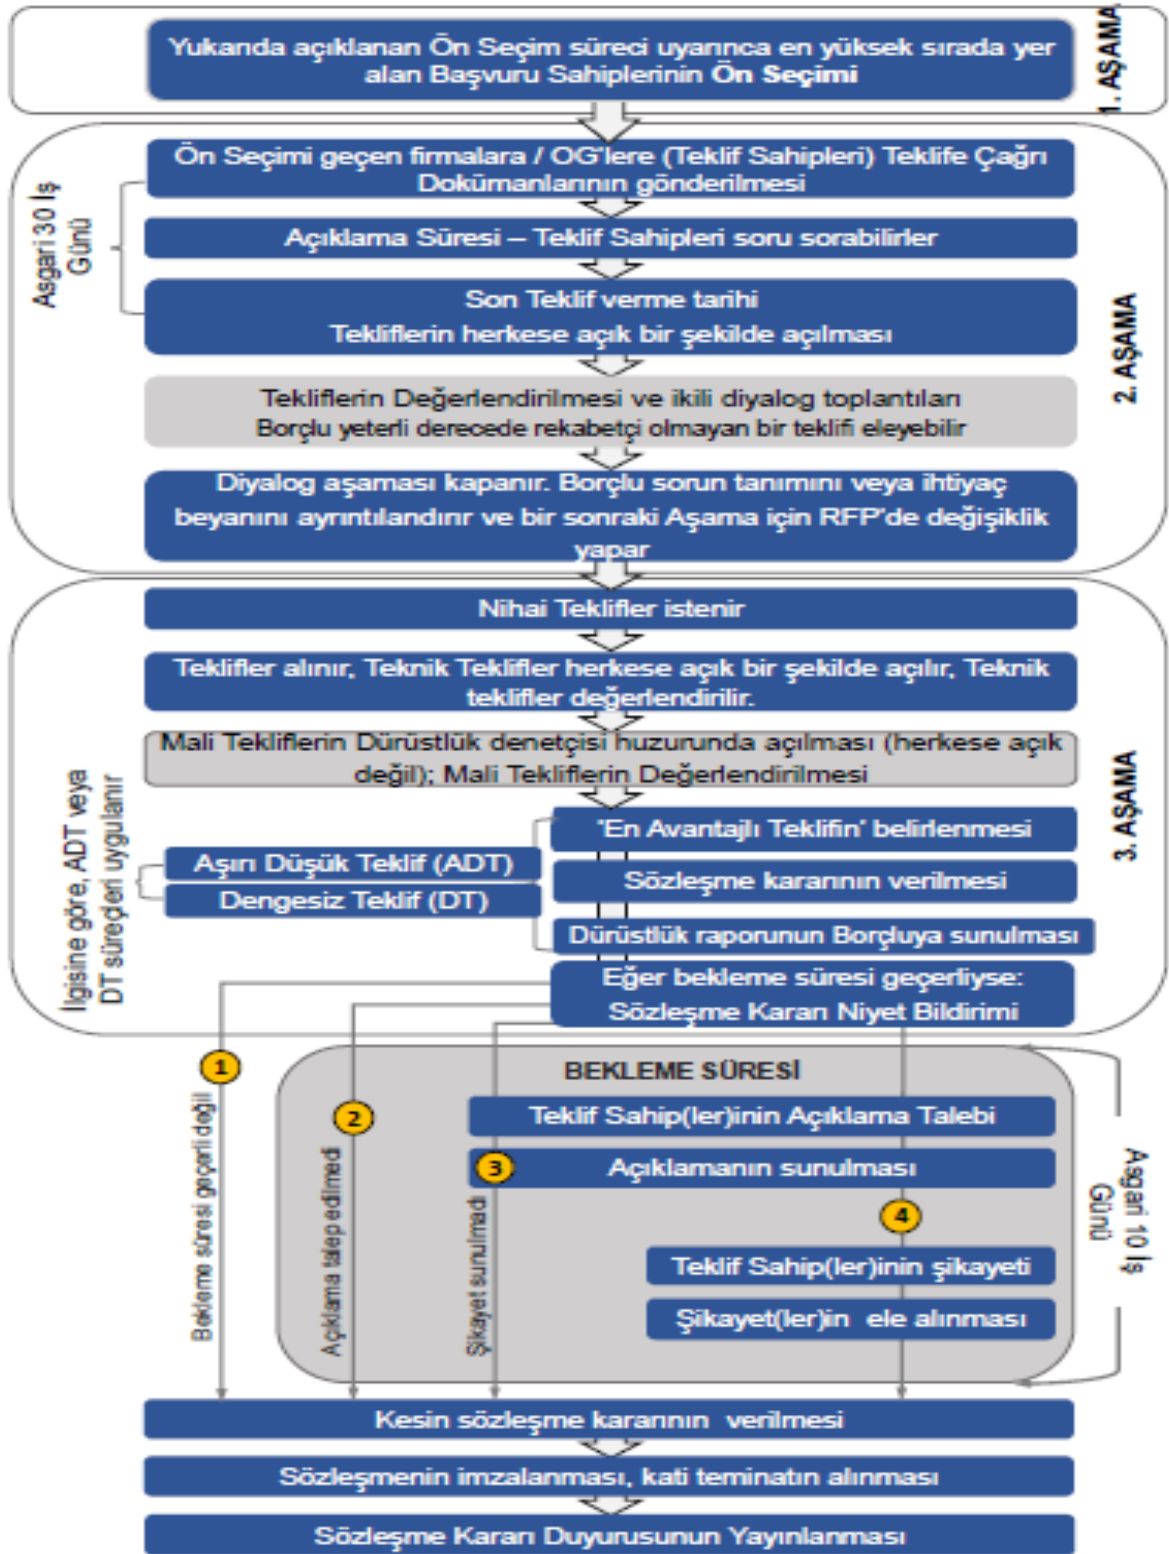 Yukarıda açıklanan Ön Seçim süreci uyarınca en yüksek sırada yer
alan Başvuru Sahiplerinin Ön Seçimi
1. AŞAMA
Ön Seçimi geçen firmalara / OG'lere (Teklif Sahipleri) Teklife Çağrı
Dokümanlarının gönderilmesi
Asgari 30 İş
Günü
Açıklama Süresi – Teklif Sahipleri soru sorabilirler
Son Teklif verme tarihi
Tekliflerin herkese açık bir şekilde açılması
2. AŞAMA
Tekliflerin Değerlendirilmesi ve ikili diyalog toplantıları
Borçlu yeterli derecede rekabetçi olmayan bir teklifi eleyebilir
Diyalog aşaması kapanır. Borçlu sorun tanımını veya ihtiyaç
beyanını ayrıntılandırır ve bir sonraki Aşama için RFP'de değişiklik
yapar
Nihai Teklifler istenir
Teklifler alınır, Teknik Teklifler herkese açık bir şekilde açılır, Teknik
teklifler değerlendirilir.
Mali Tekliflerin Dürüstlük denetçisi huzurunda açılması (herkese açık
değil); Mali Tekliflerin Değerlendirilmesi
3. AŞAMA
İlgisine göre, ADT veya
DT süreçleri uygulanır
Aşırı Düşük Teklif (ADT)
Dengesiz Teklif (DT)
'En Avantajlı Teklifin' belirlenmesi
Sözleşme kararının verilmesi
Dürüstlük raporunun Borçluya sunulması
Eğer bekleme süresi geçerliyse:
Sözleşme Kararı Niyet Bildirimi
1
Bekleme süresi geçerli değil
2
Açıklama talep edilmedi
3
Şikayet sunulmadı
4
BEKLEME SÜRESİ
Teklif Sahip(ler)inin Açıklama Talebi
Açıklamanın sunulması
Teklif Sahip(ler)inin şikayeti
Şikayet(ler)in ele alınması
Asgari 10 İş
Günü
Kesin sözleşme kararının verilmesi
Sözleşmenin imzalanması, kati teminatın alınması
Sözleşme Kararı Duyurusunun Yayınlanması